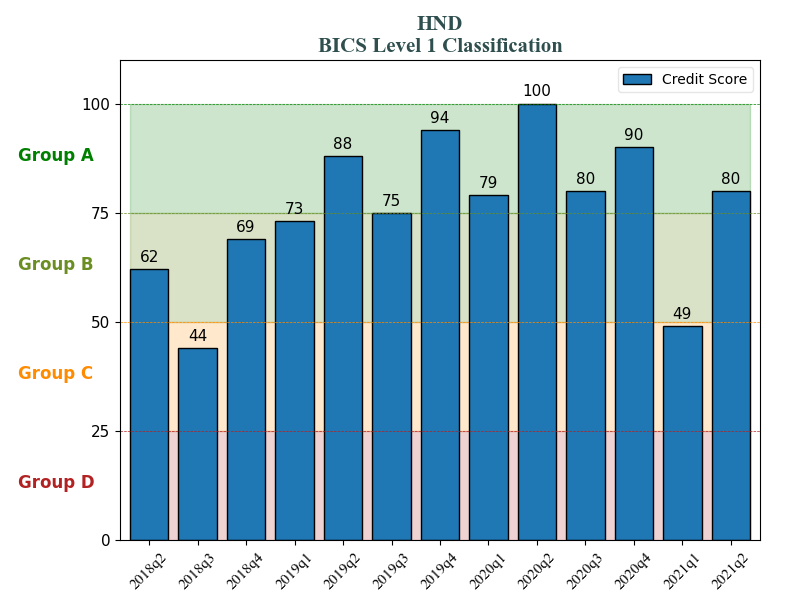 HND
BICS Level 1 Classification
Credit Score
100
75
50
25
0
Group A
Group B
Group C
Group D
62
44
69
73
88
75
94
79
100
80
90
49
80
2018q2
2018q3
2018q4
2019q1
2019q2
2019q3
2019q4
2020q1
2020q2
2020q3
2020q4
2021q1
2021q2